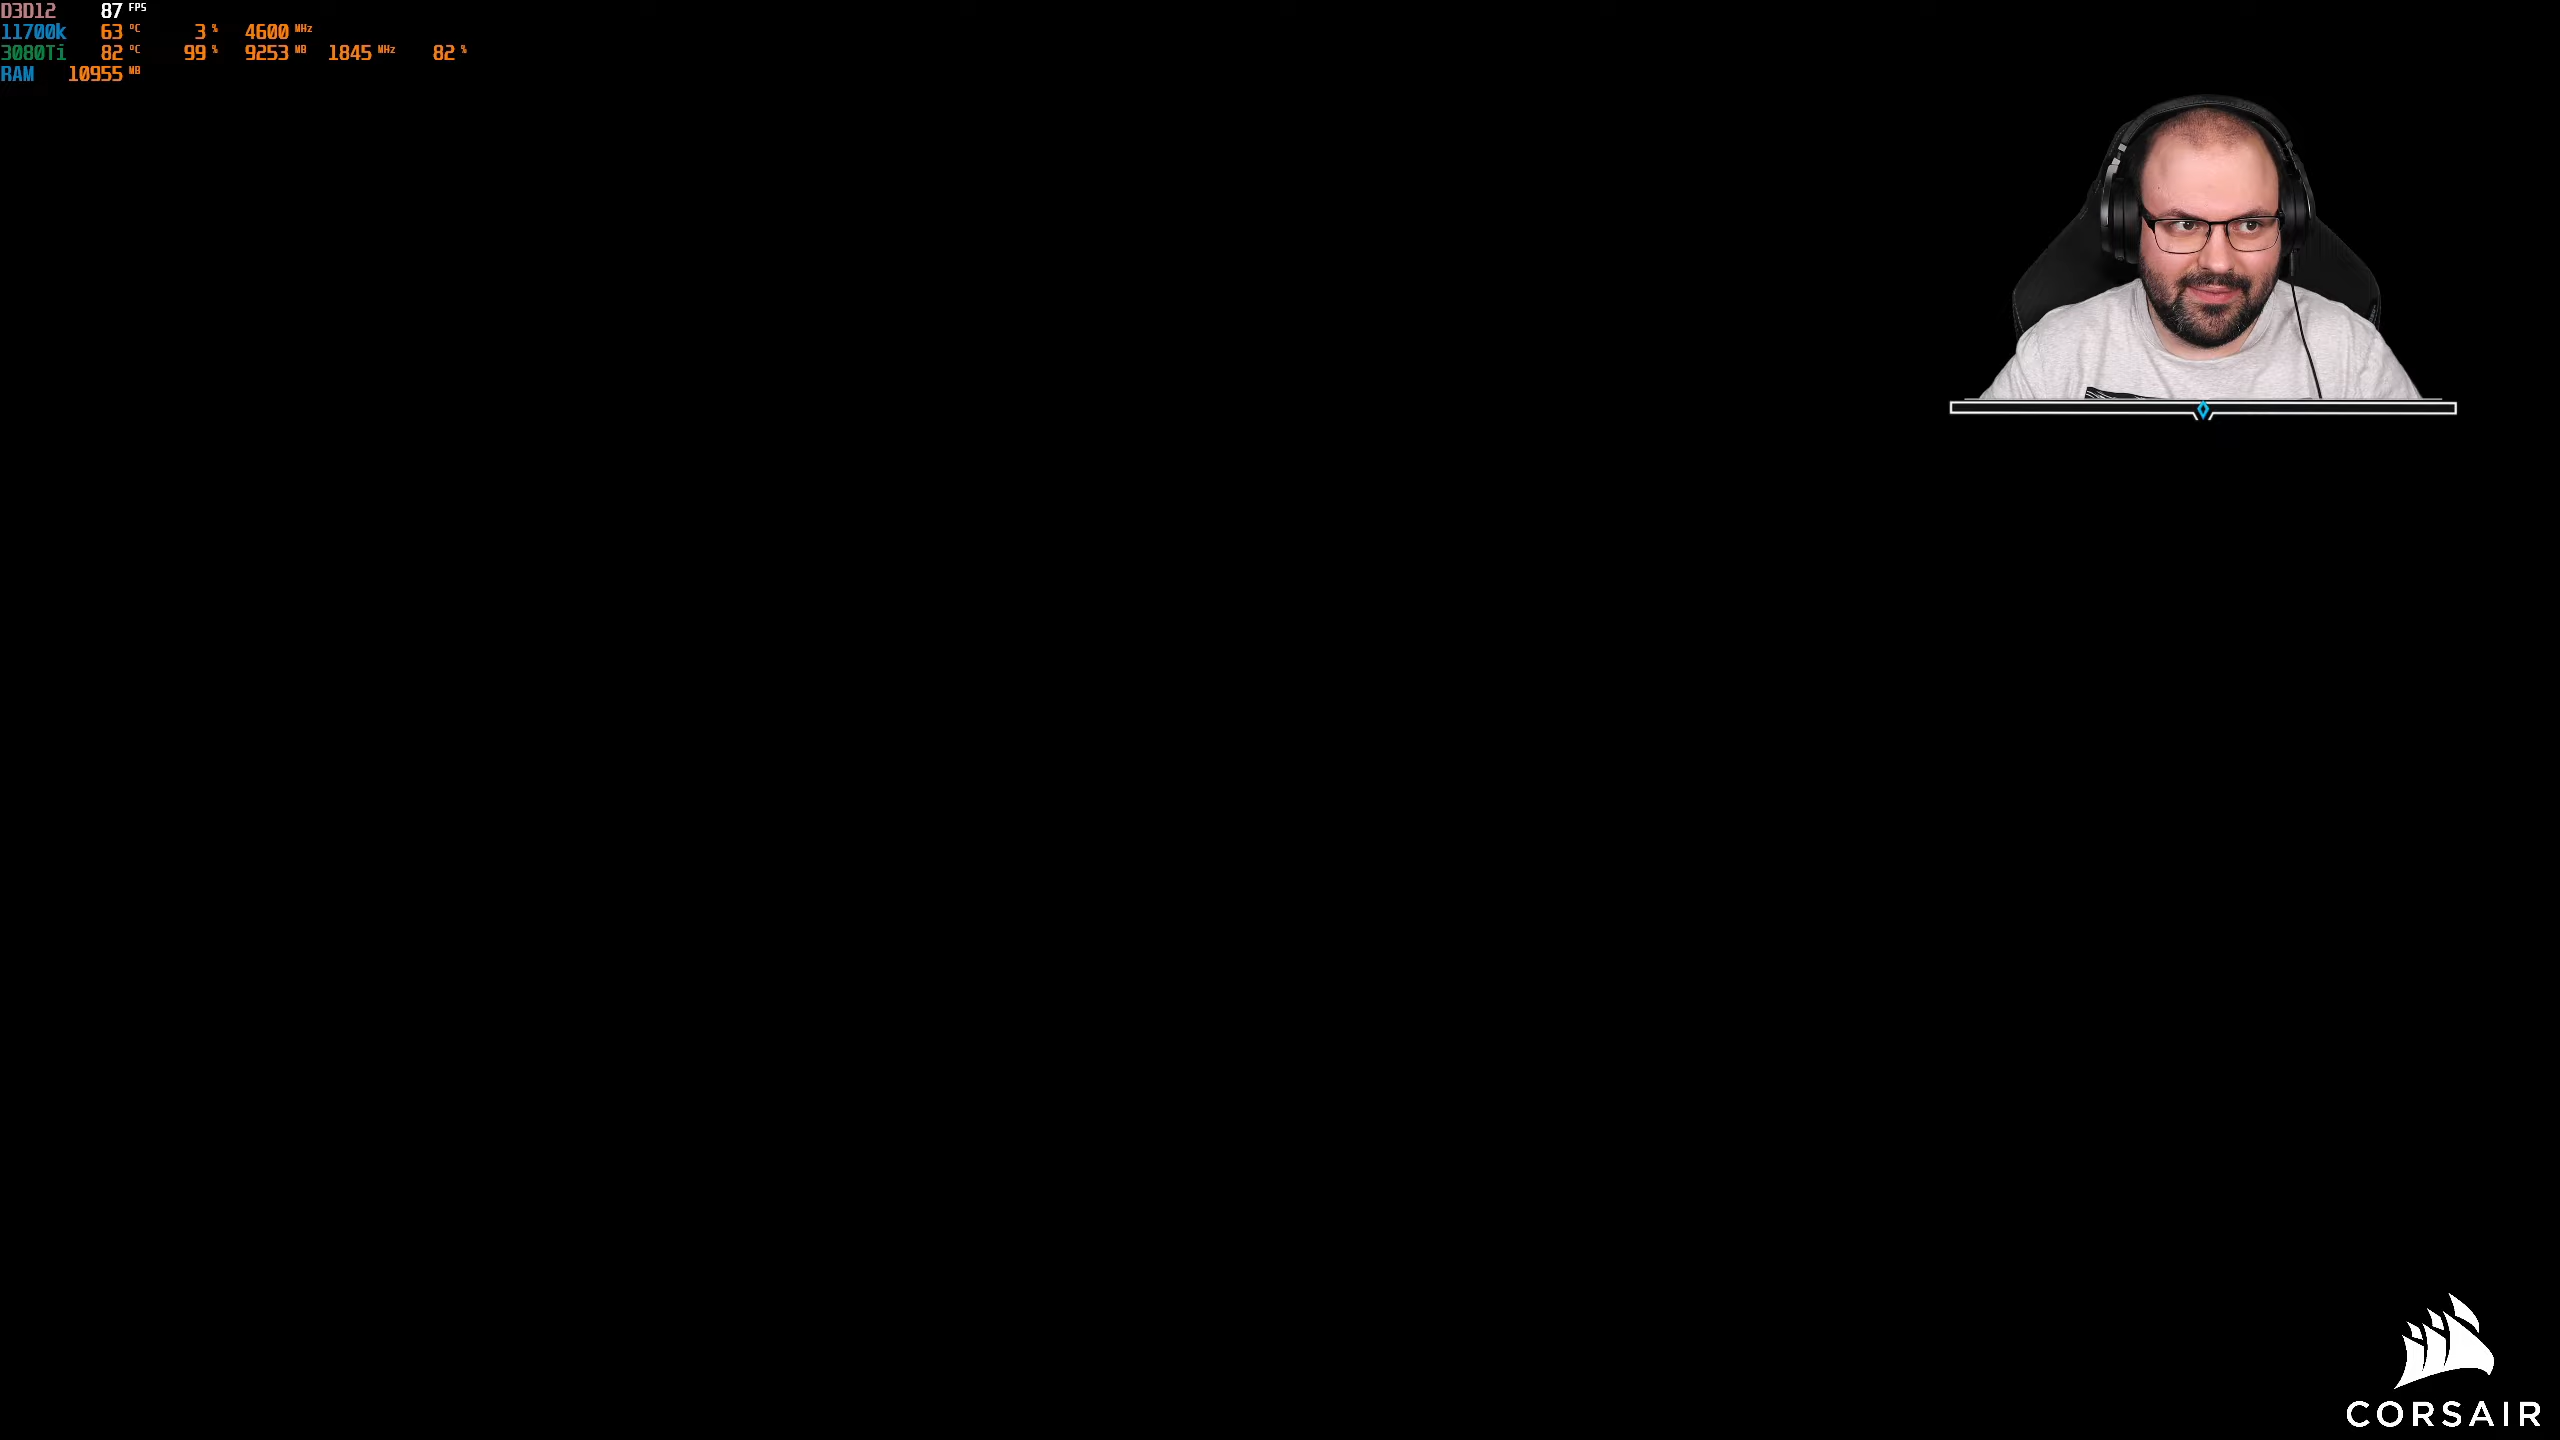 D3D12 87 FPS
11700k 63 °C 3 % 4600 MHz
3080Ti 82 °C 99 % 9253 MB 1845 MHz 82 %
RAM 10955 MB
CORSAIR